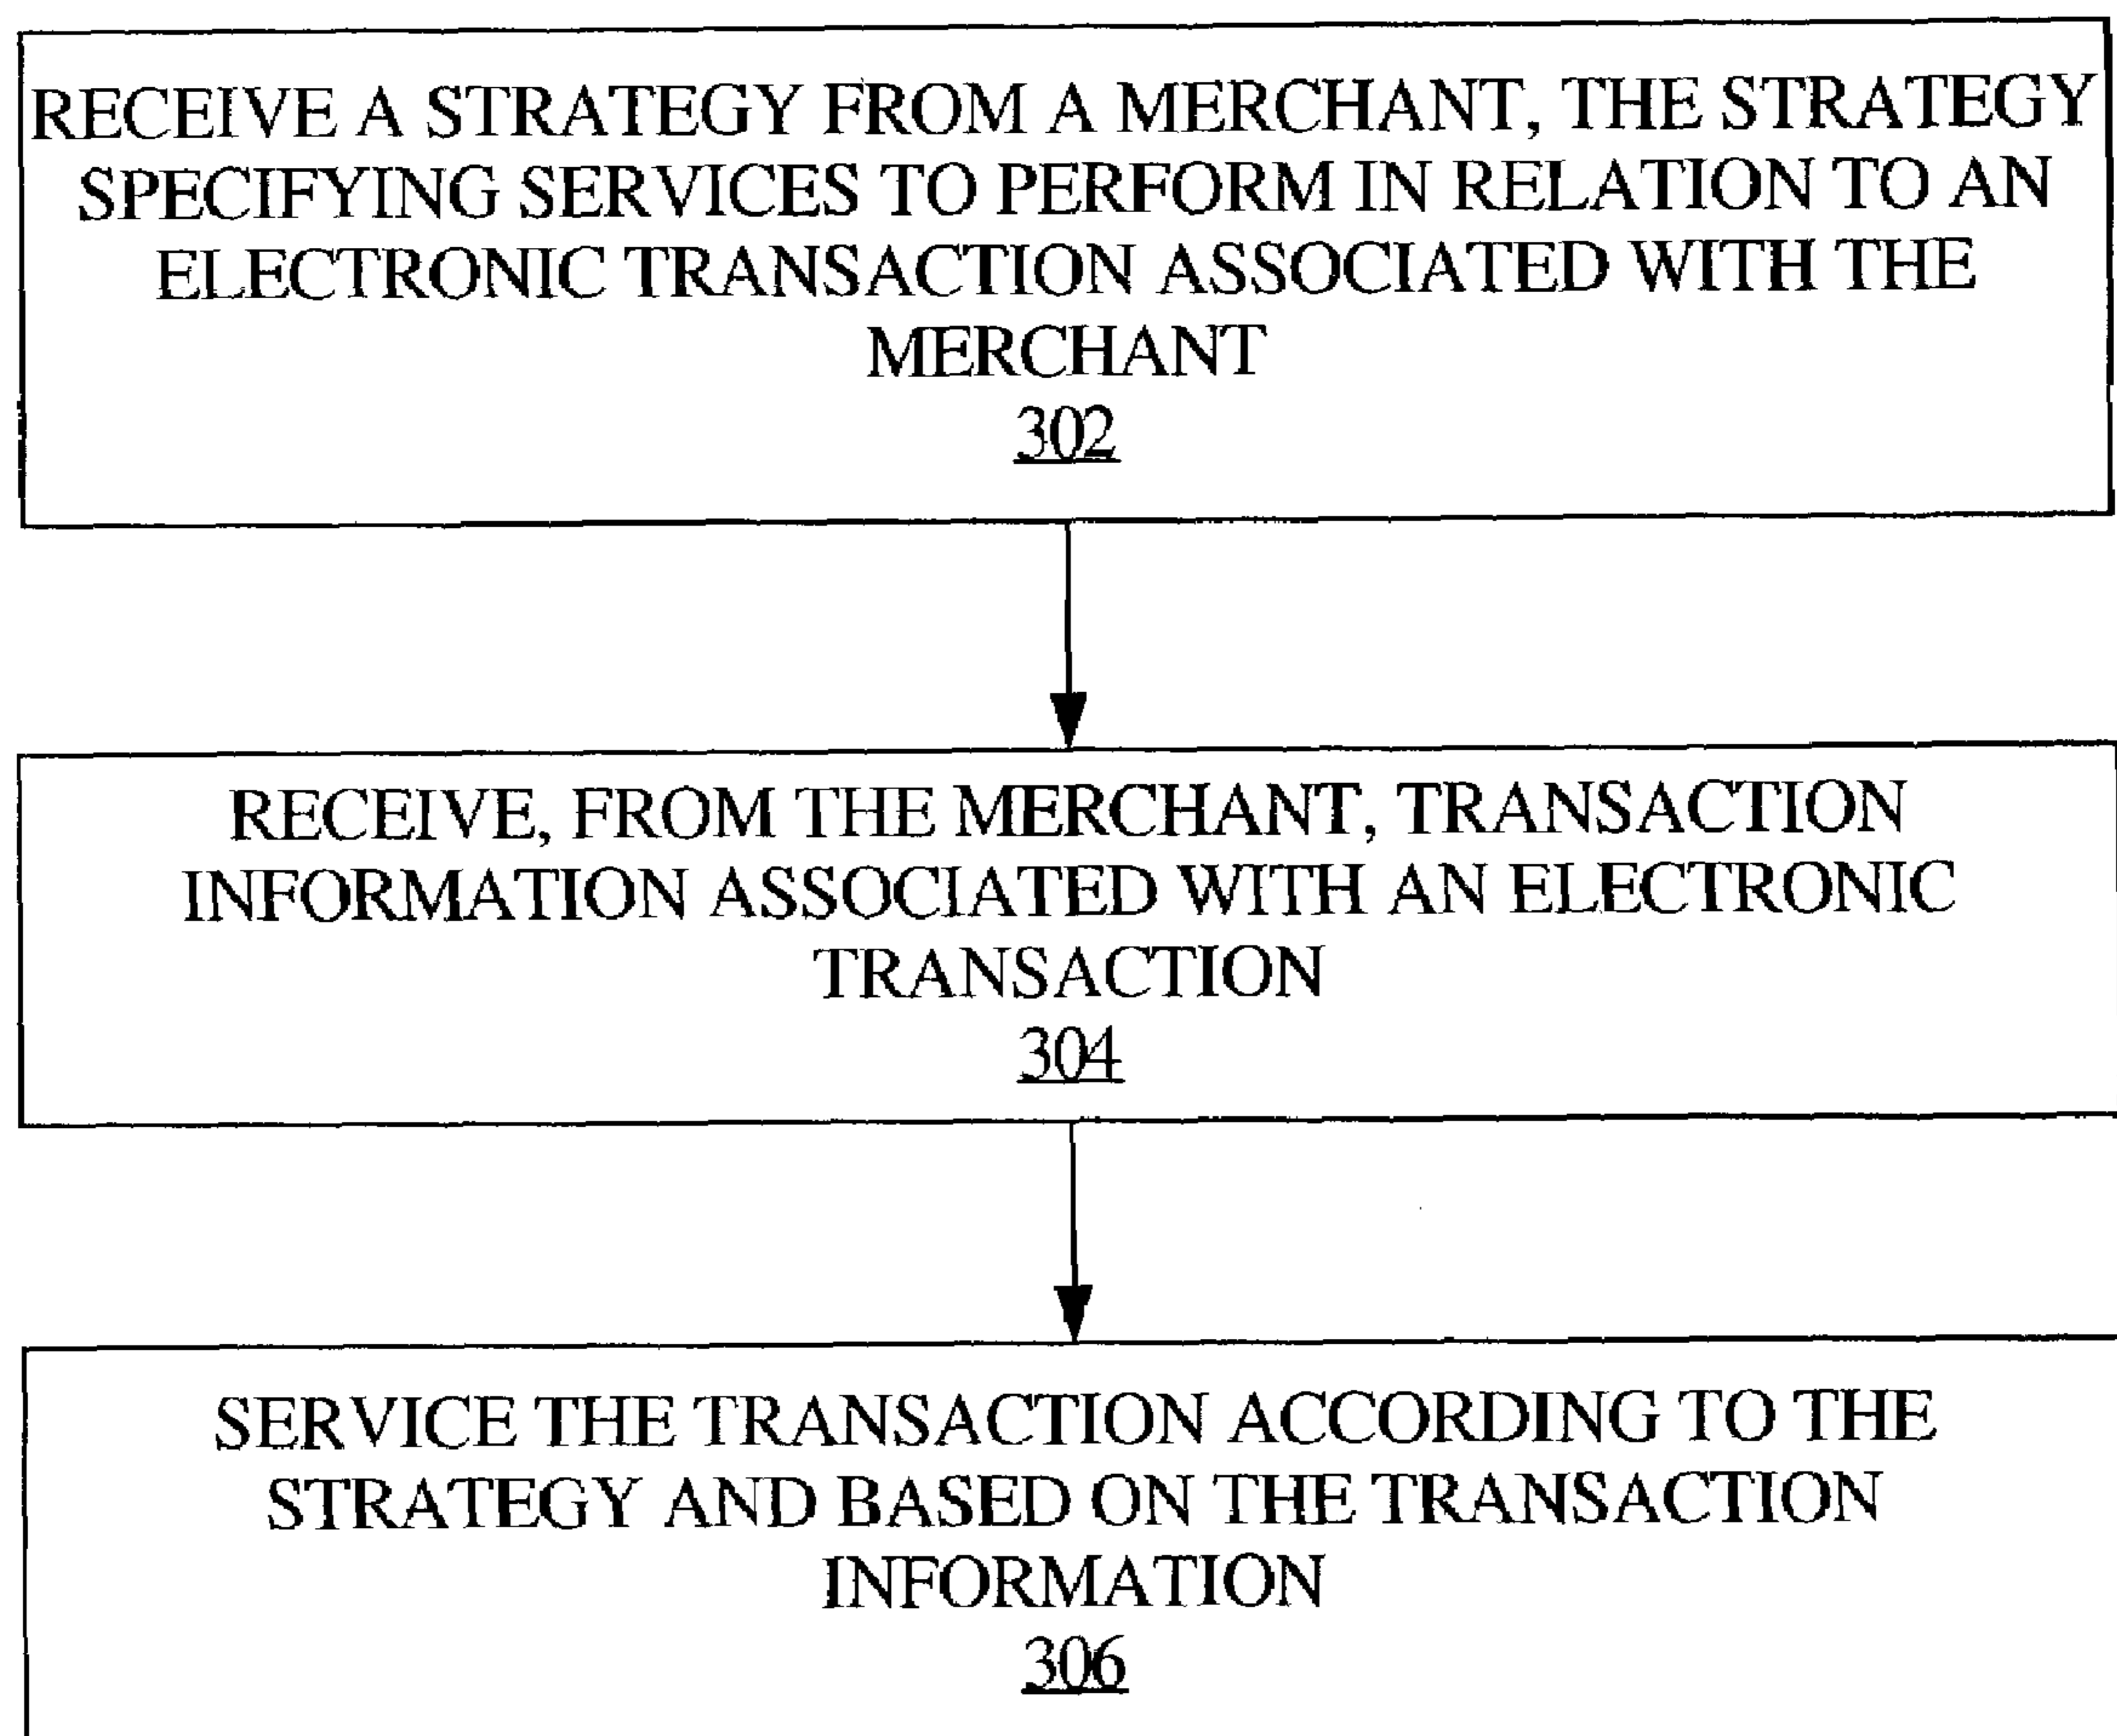 RECEIVE A STRATEGY FROM A MERCHANT, THE STRATEGY
SPECIFYING SERVICES TO PERFORM IN RELATION TO AN
ELECTRONIC TRANSACTION ASSOCIATED WITH THE
MERCHANT
302
RECEIVE, FROM THE MERCHANT, TRANSACTION
INFORMATION ASSOCIATED WITH AN ELECTRONIC
TRANSACTION
304
SERVICE THE TRANSACTION ACCORDING TO THE
STRATEGY AND BASED ON THE TRANSACTION
INFORMATION
306